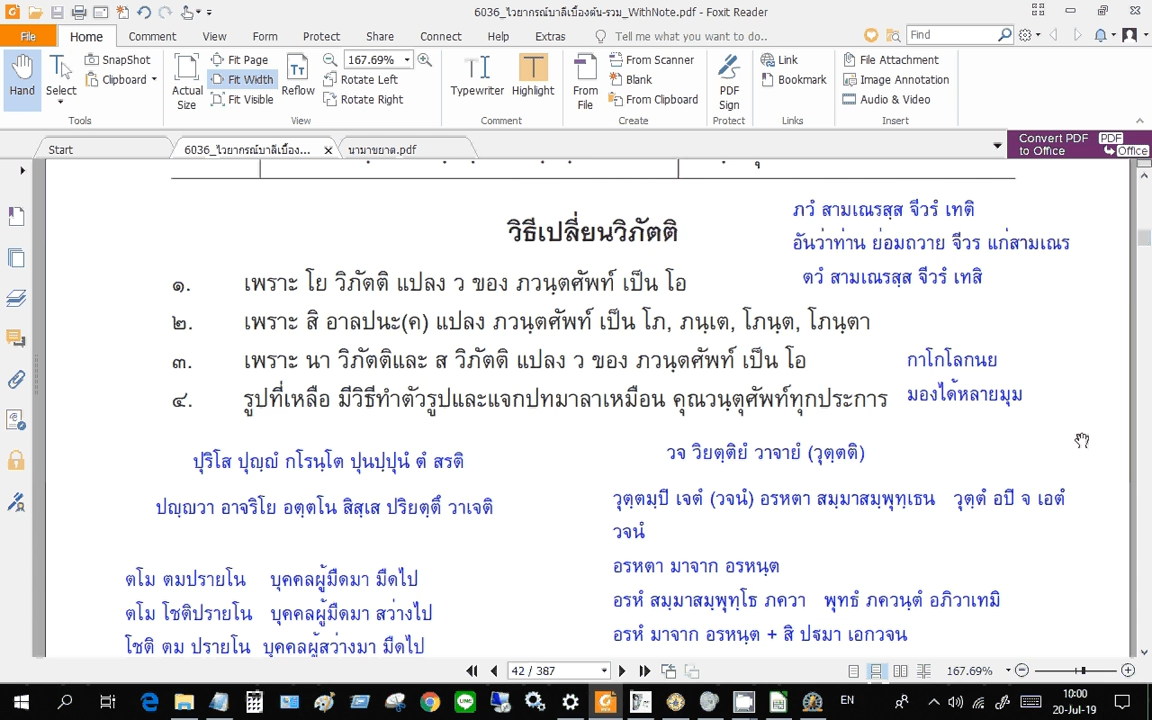 6036_ไวยากรณ์บาลีเบื้องต้น-รวม_WithNote.pdf - Foxit Reader
File Home Comment View Form Protect Share Connect Help Extras Tell me what you want to do.. Find
SnapShot Fit Page 167.69% From Scanner Link File Attachment
Clipboard Fit Width Rotate Left Blank Bookmark Image Annotation
Hand Select Actual Size Fit Visible Reflow Rotate Right Typewriter Highlight From File From Clipboard PDF Sign Audio & Video
Tools View Comment Create Protect Links Insert
Start 6036_ไวยากรณ์บาลีเบื้อง... นามาขยาต.pdf Convert PDF to Office PDF Office
วิธีเปลี่ยนวิภัตติ
ภวํ สามเณรสฺส จีวรํ เทติ
อันว่าท่าน ย่อมถวาย จีวร แก่สามเณร
ตวํ สามเณรสฺส จีวรํ เทสิ
๑. เพราะ โย วิภัตติ แปลง ว ของ ภวนฺตศัพท์ เป็น โอ
๒. เพราะ สิ อาลปนะ(ค) แปลง ภวนฺตศัพท์ เป็น โภ, ภนฺเต, โภนฺต, โภนฺตา
๓. เพราะ นา วิภัตติและ ส วิภัตติ แปลง ว ของ ภวนฺตศัพท์ เป็น โอ
กาโกโลกนย
๔. รูปที่เหลือ มีวิธีทำตัวรูปและแจกปทมาลาเหมือน คุณวนฺตุศัพท์ทุกประการ
มองได้หลายมุม
ปุริโส ปุญฺญํ กโรนฺโต ปุนปฺปุนํ ตํ สรติ
ปญฺญวา อาจริโย อตฺตโน สิสฺเส ปริยตฺตึ วาเจติ
วจ วิยตฺติยํ วาจายํ (วุตฺตติ)
วุตฺตมฺปิ เจตํ (วจนํ) อรหตา สมฺมาสมฺพุทฺเธน วุตฺตํ อปิ จ เอตํ
วจนํ
อรหตา มาจาก อรหนฺต
อรหํ สมฺมาสมฺพุทฺโธ ภควา พุทธํ ภควนฺตํ อภิวาเทมิ
อรหํ มาจาก อรหนฺต + สิ ปฐมา เอกวจน
ตโม ตมปรายโน บุคคลผู้มืดมา มืดไป
ตโม โชติปรายโน บุคคลผู้มืดมา สว่างไป
โชติ ตม ปรายโน บุคคลผู้สว่างมา มืดไป
42 / 387 167.69%
EN 10:00
20-Jul-19